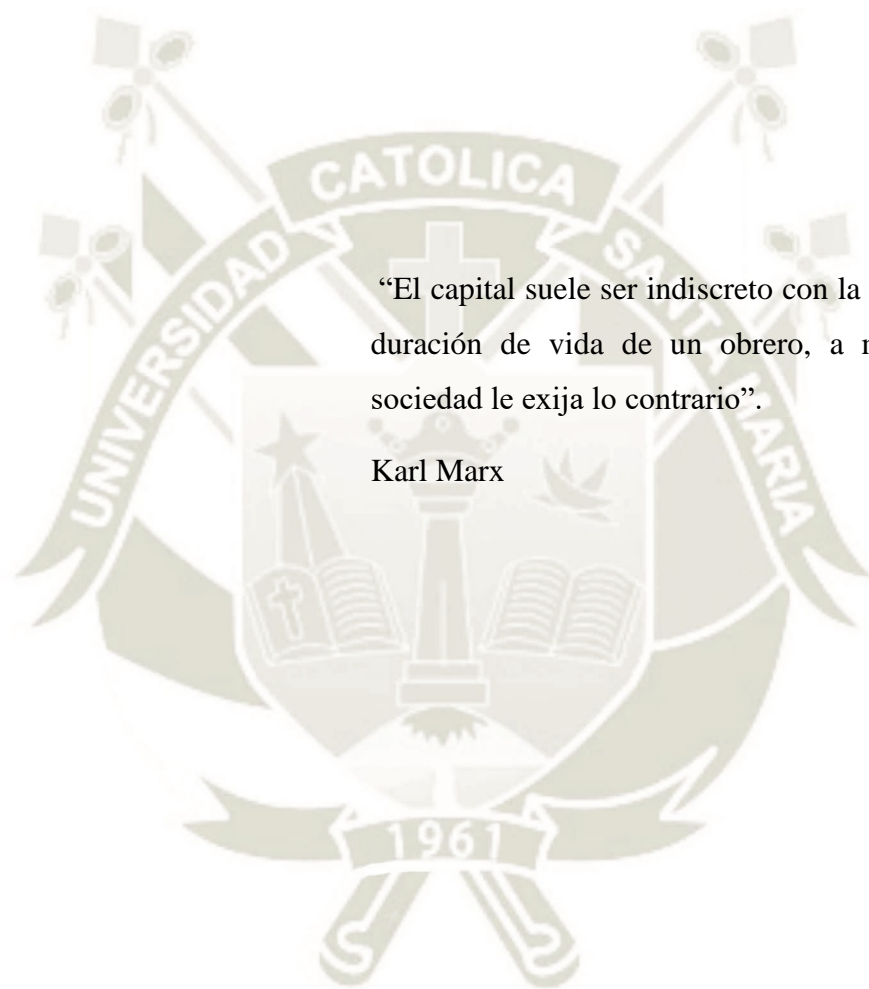 UNIVERSIDAD CATOLICA SANTA MARIA
“El capital suele ser indiscreto con la
duración de vida de un obrero, a
sociedad le exija lo contrario”.
Karl Marx
1961